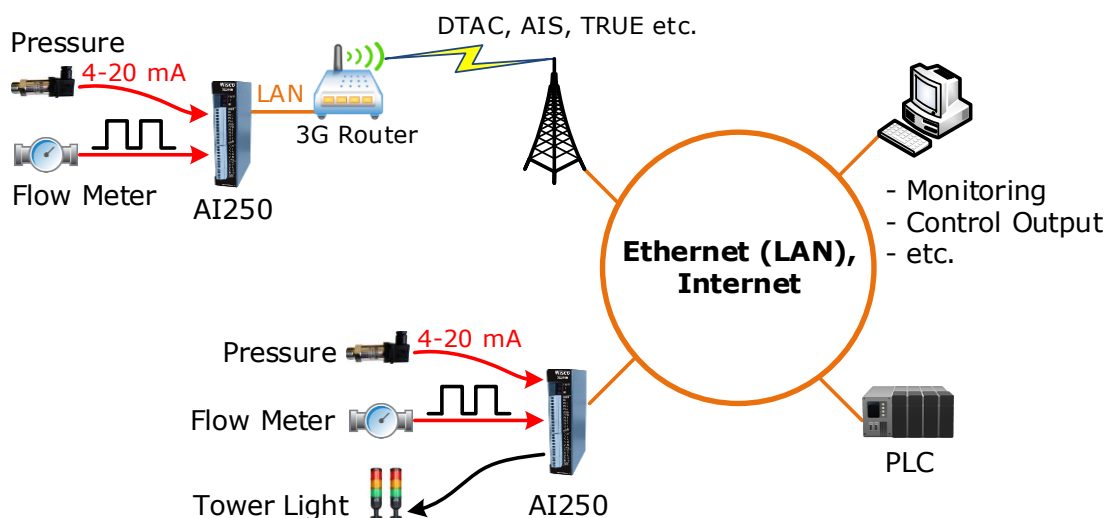 DTAC, AIS, TRUE etc.
Pressure
4-20 mA
LAN
3G Router
Flow Meter
AI250
- Monitoring
- Control Output
- etc.
Ethernet (LAN),
Internet
Pressure
4-20 mA
Flow Meter
Tower Light
AI250
PLC